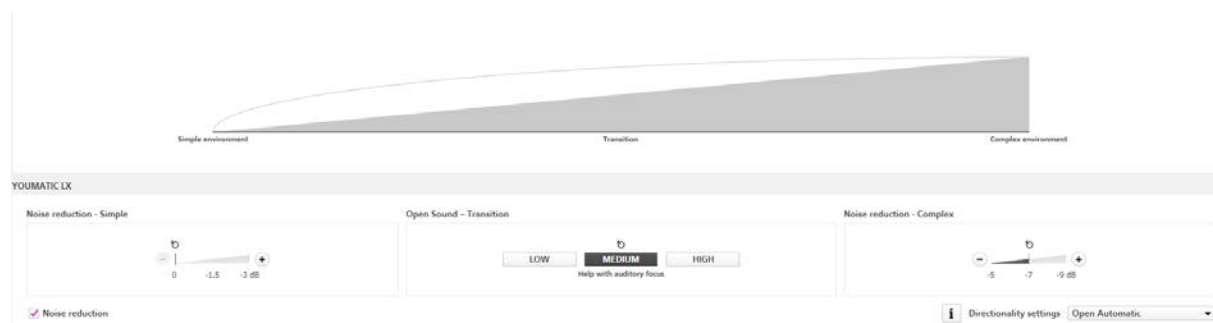 Simple environment Transition Complex environment
YOUMATIC LX
Noise reduction - Simple Open Sound – Transition Noise reduction - Complex
LOW MEDIUM HIGH
Help with auditory focus
0 -1.5 -3 dB -5 -7 -9 dB
Noise reduction i Directionality settings Open Automatic